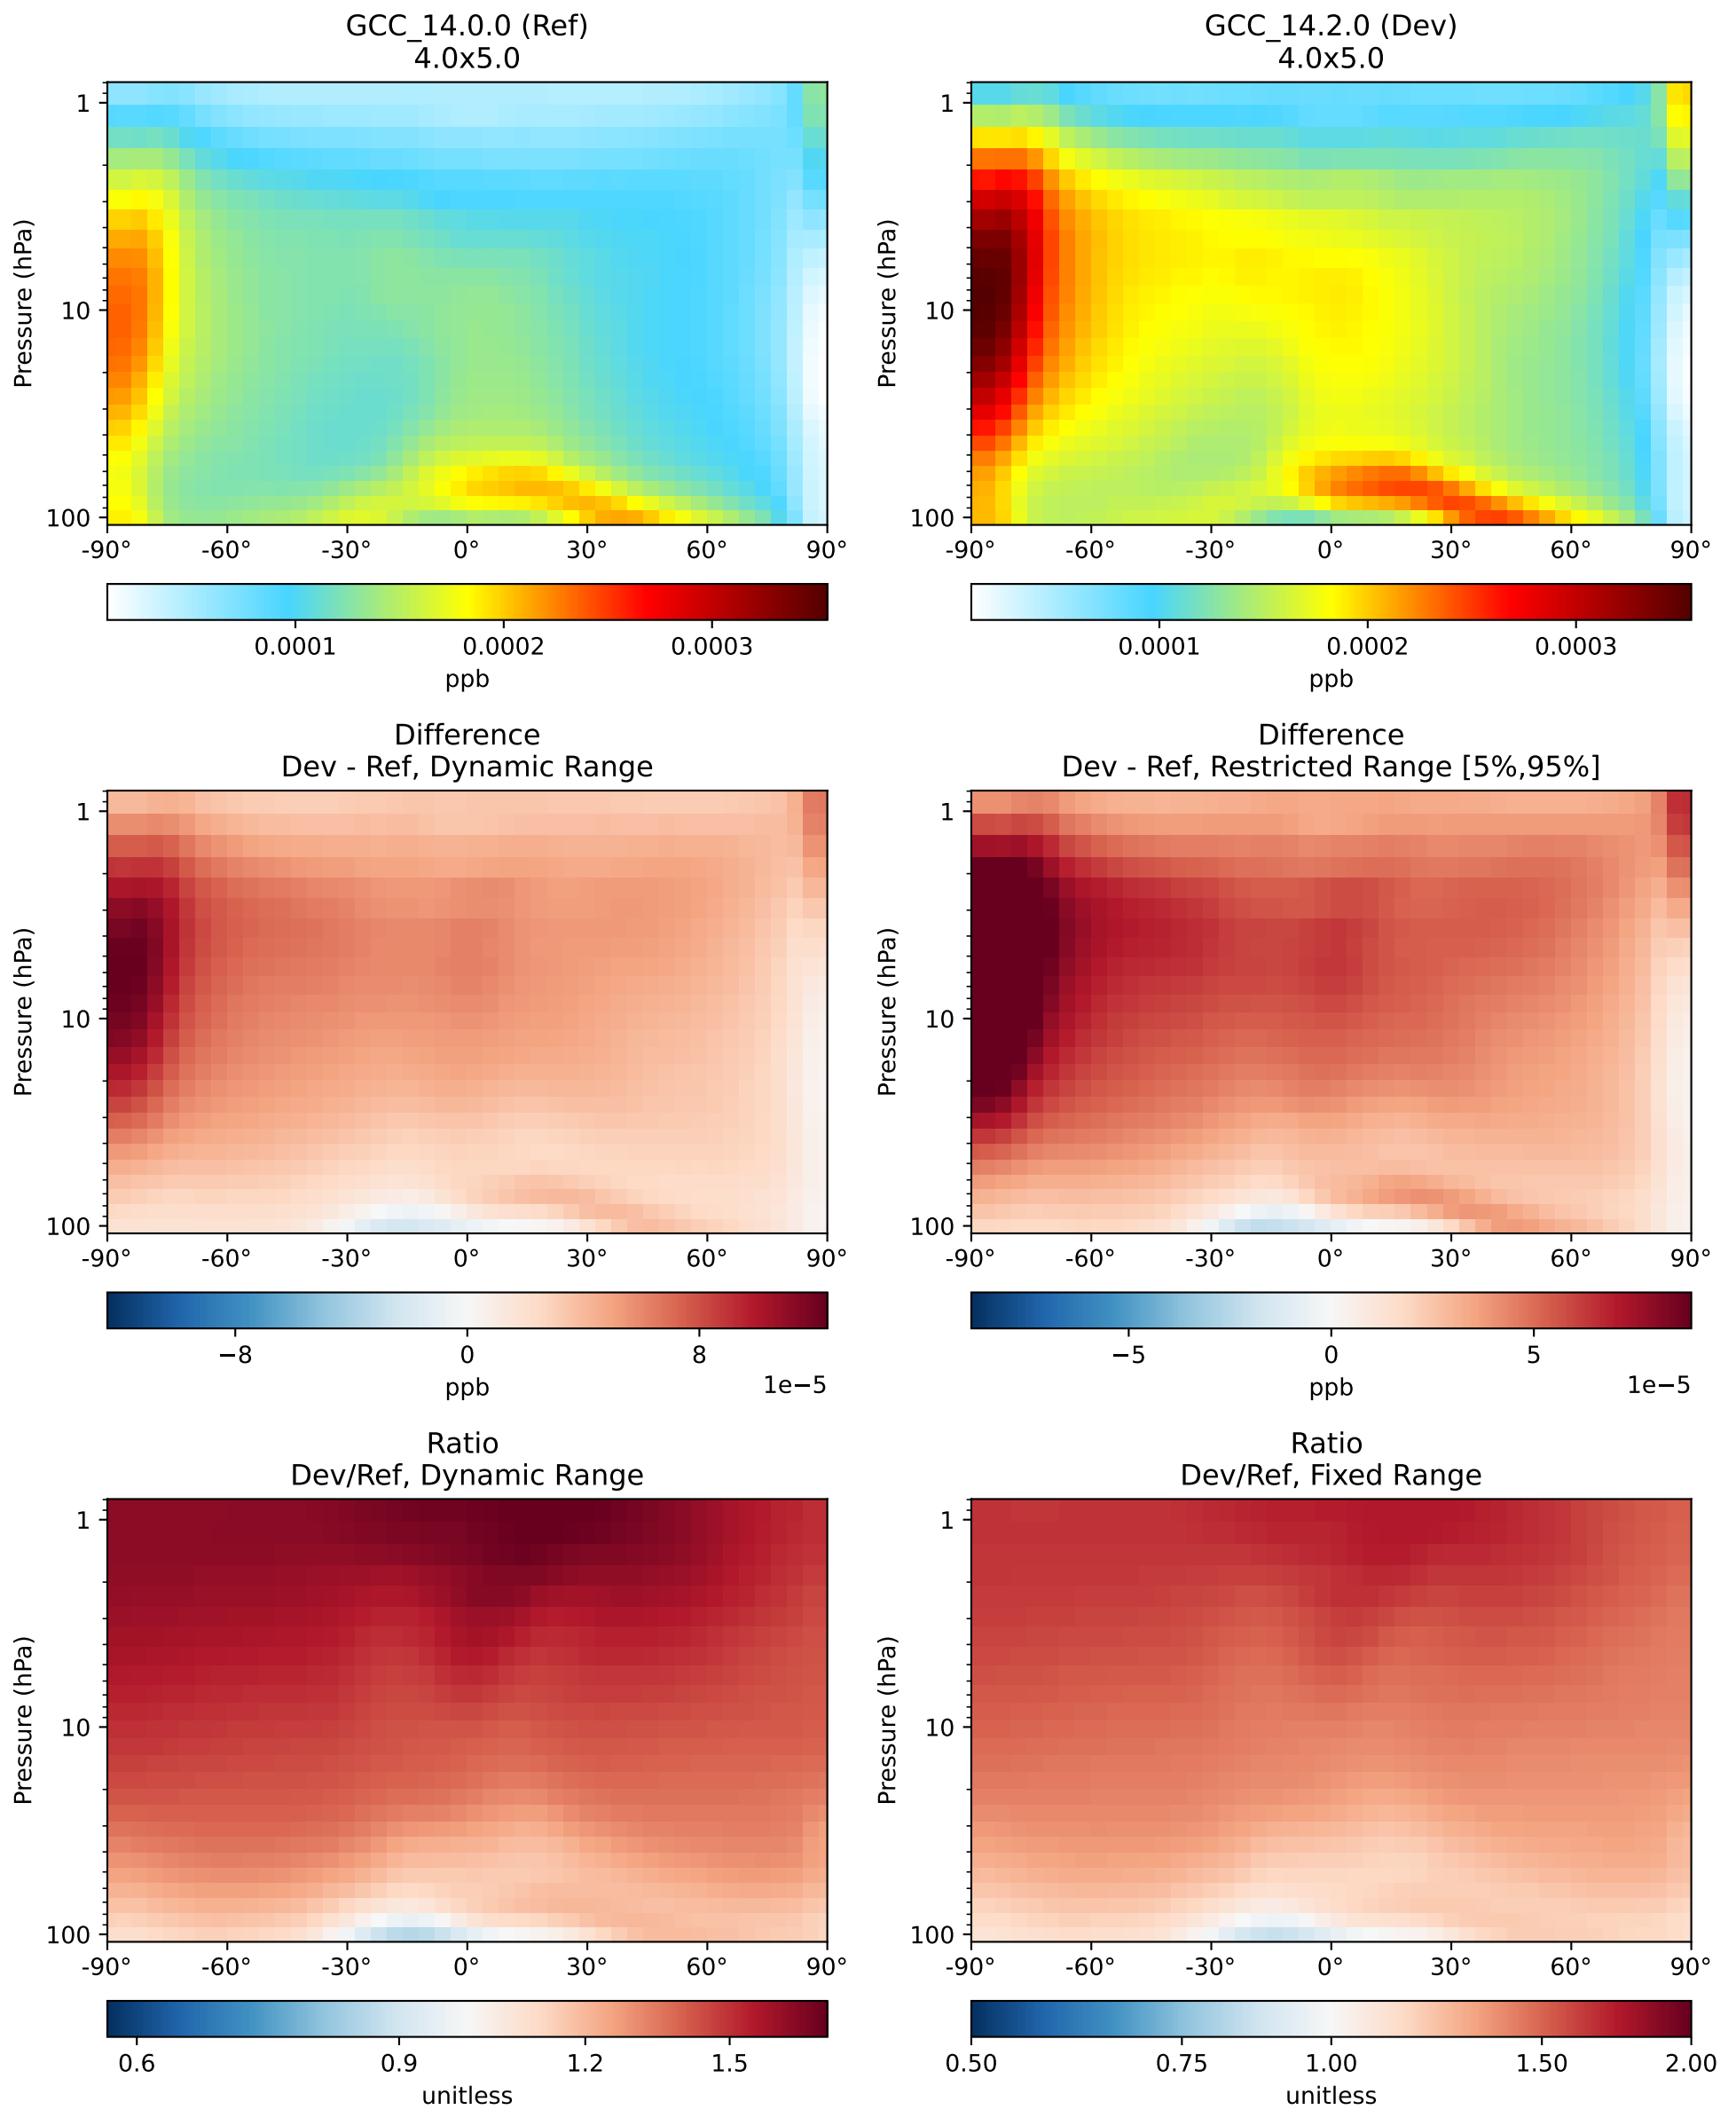 GCC_14.0.0 (Ref)
4.0x5.0
Pressure (hPa)
1
10
100
-90° -60° -30° 0° 30° 60° 90°
0.0001 0.0002 0.0003
ppb
GCC_14.2.0 (Dev)
4.0x5.0
Pressure (hPa)
1
10
100
-90° -60° -30° 0° 30° 60° 90°
0.0001 0.0002 0.0003
ppb
Difference
Dev - Ref, Dynamic Range
Pressure (hPa)
1
10
100
-90° -60° -30° 0° 30° 60° 90°
−8 0 8
ppb
1e−5
Difference
Dev - Ref, Restricted Range [5%,95%]
Pressure (hPa)
1
10
100
-90° -60° -30° 0° 30° 60° 90°
−5 0 5
ppb
1e−5
Ratio
Dev/Ref, Dynamic Range
Pressure (hPa)
1
10
100
-90° -60° -30° 0° 30° 60° 90°
0.6 0.9 1.2 1.5
unitless
Ratio
Dev/Ref, Fixed Range
Pressure (hPa)
1
10
100
-90° -60° -30° 0° 30° 60° 90°
0.50 0.75 1.00 1.50 2.00
unitless